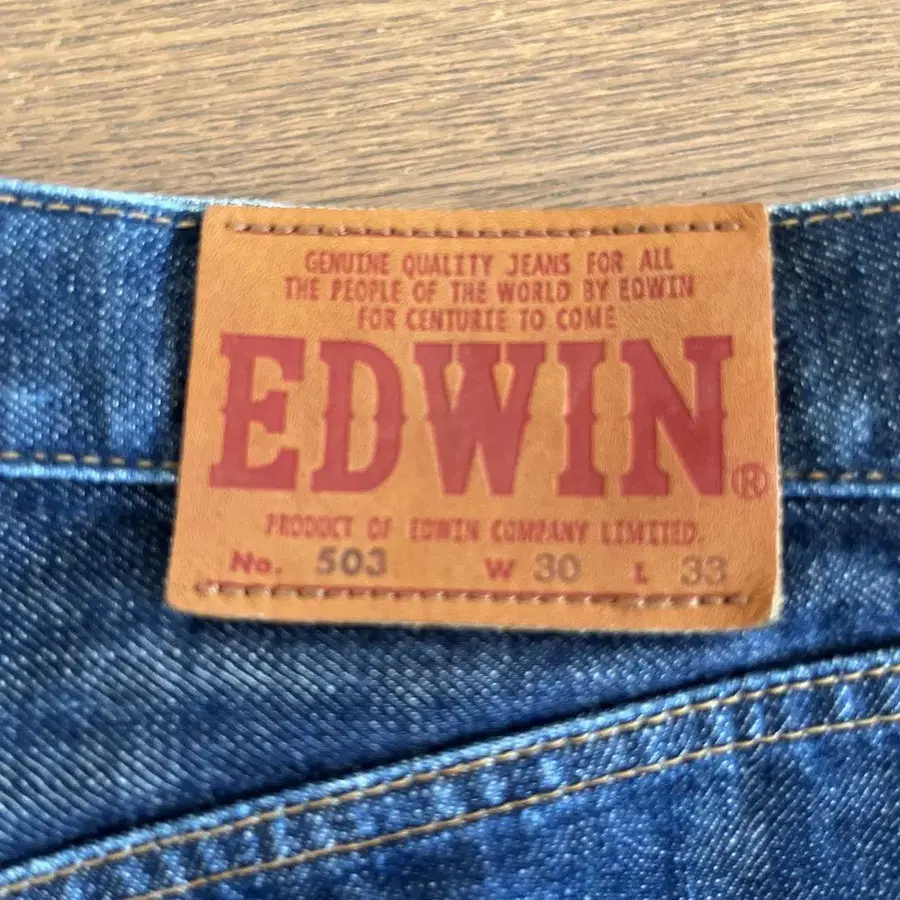 GENUINE QUALITY JEANS FOR ALL
THE PEOPLE OF THE WORLD BY EDWIN
FOR CENTURIE TO COME
EDWIN®
PRODUCT OF EDWIN COMPANY LIMITED.
No. 503 W 30 L 33